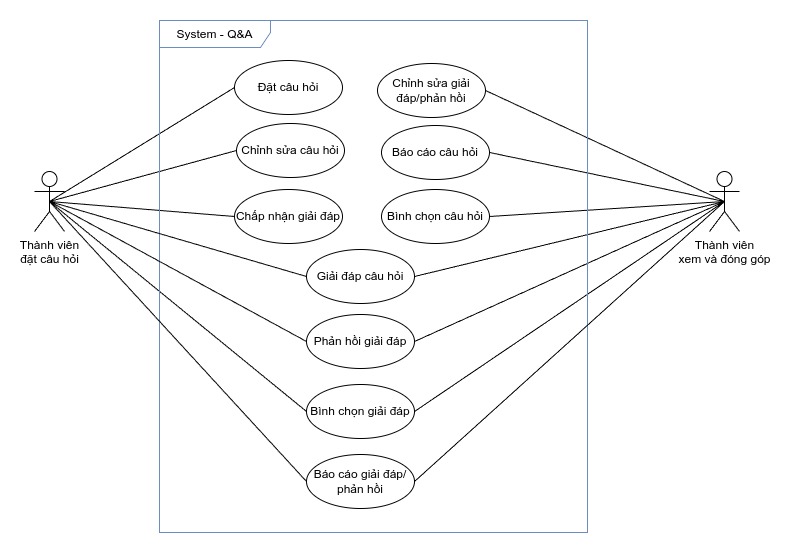 System - Q&A
Đặt câu hỏi
Chỉnh sửa giải
đáp/phản hồi
Chỉnh sửa câu hỏi
Báo cáo câu hỏi
Chấp nhận giải đáp
Bình chọn câu hỏi
Thành viên
đặt câu hỏi
Thành viên
xem và đóng góp
Giải đáp câu hỏi
Phản hồi giải đáp
Bình chọn giải đáp
Báo cáo giải đáp/
phản hồi